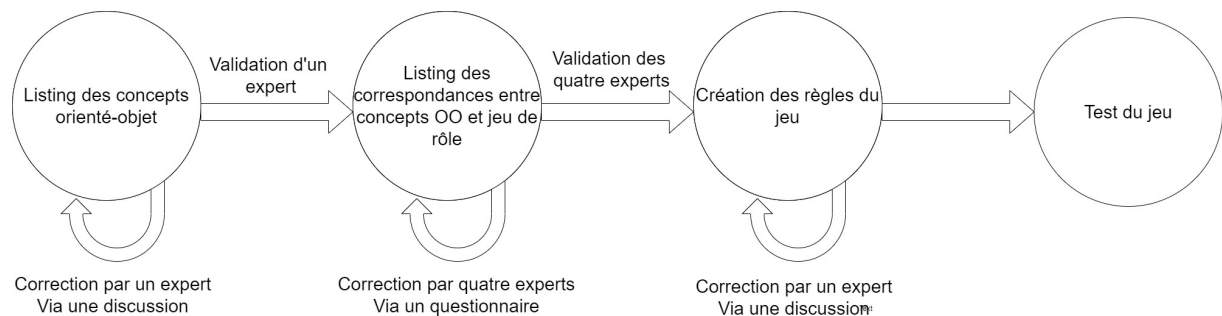 Listing des concepts
orienté-objet
Validation d'un
expert
Listing des
correspondances entre
concepts OO et jeu de
rôle
Validation des
quatre experts
Création des règles du
jeu
Test du jeu
Correction par un expert
Via une discussion
Correction par quatre experts
Via un questionnaire
Correction par un expert
Via une discussion